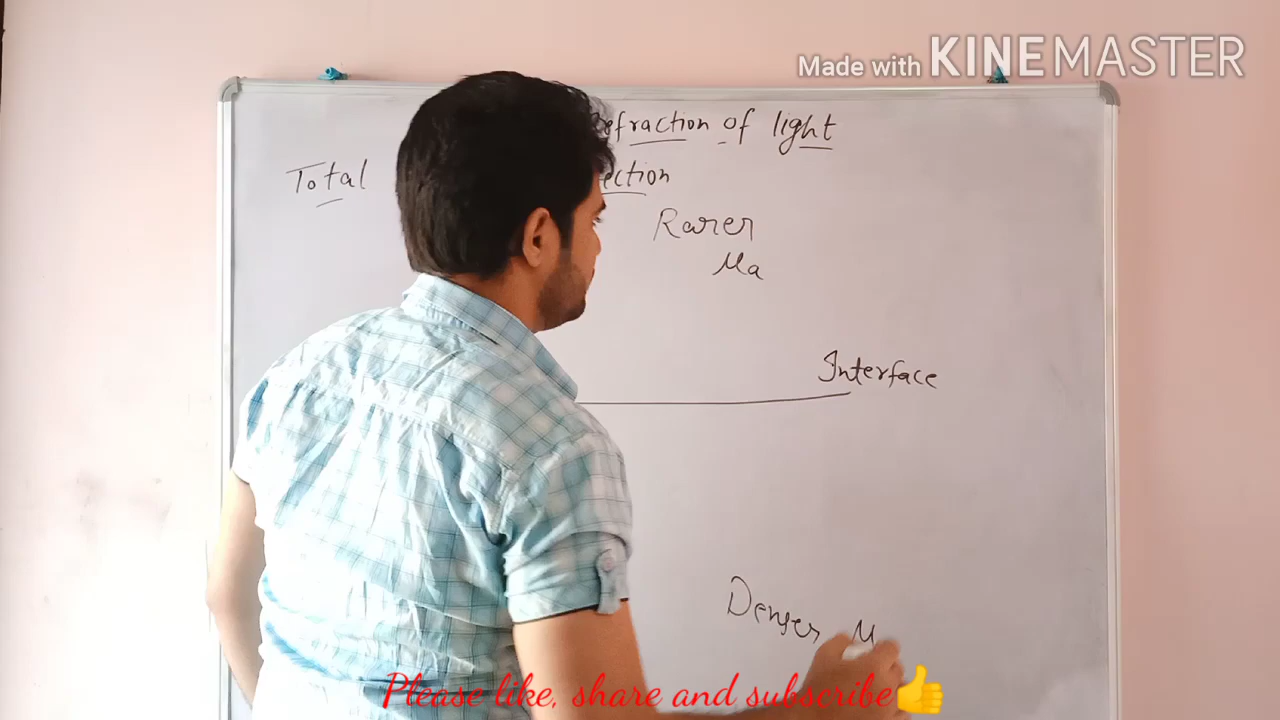 Made with KINEMASTER
Refraction of light
Total ection
Rarer
Ma
Interface
Denser M
Please like, share and subscribe👍